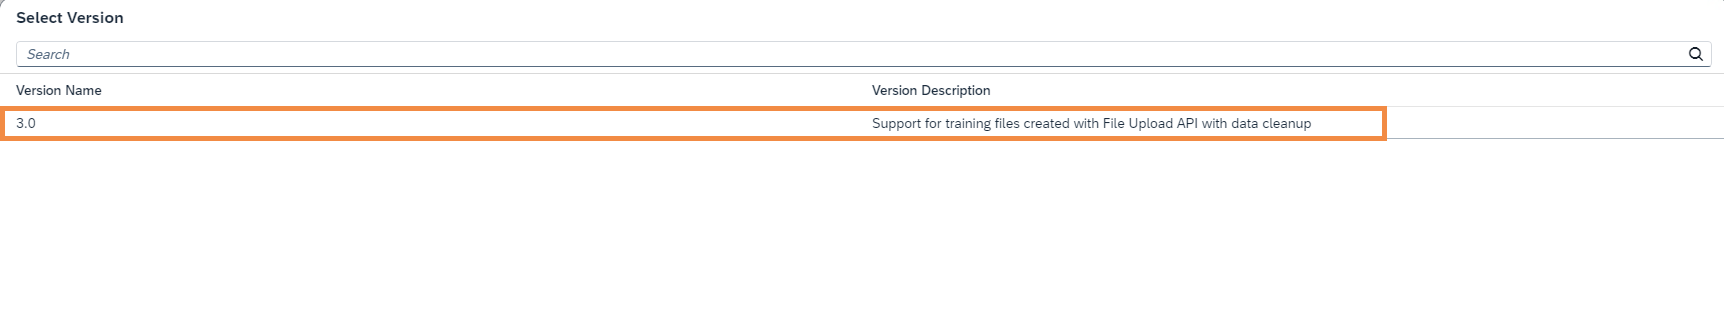 Select Version
Search
Version Name Version Description
3.0 Support for training files created with File Upload API with data cleanup